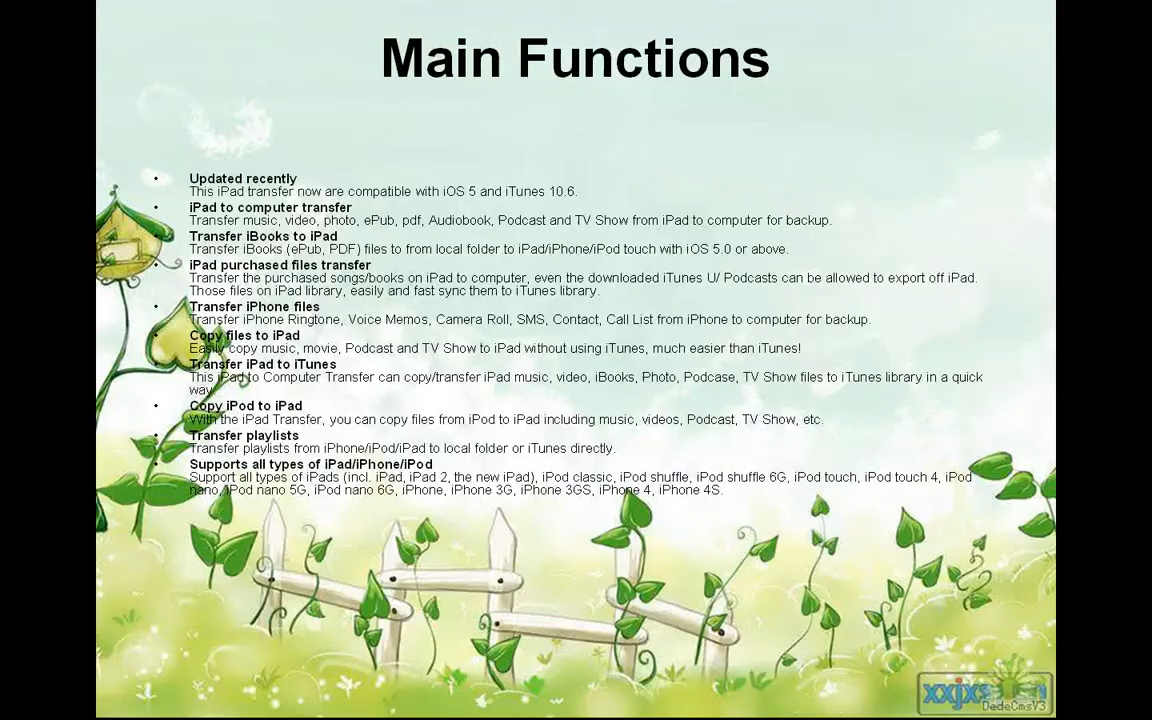 Main Functions
• Updated recently
This iPad transfer now are compatible with iOS 5 and iTunes 10.6.
• iPad to computer transfer
Transfer music, video, photo, ePub, pdf, Audiobook, Podcast and TV Show from iPad to computer for backup.
• Transfer iBooks to iPad
Transfer iBooks (ePub, PDF) files to from local folder to iPad/iPhone/iPod touch with iOS 5.0 or above.
• iPad purchased files transfer
Transfer the purchased songs/books on iPad to computer, even the downloaded iTunes U/ Podcasts can be allowed to export off iPad.
Those files on iPad library, easily and fast sync them to iTunes library.
• Transfer iPhone files
Transfer iPhone Ringtone, Voice Memos, Camera Roll, SMS, Contact, Call List from iPhone to computer for backup.
• Copy files to iPad
Easily copy music, movie, Podcast and TV Show to iPad without using iTunes, much easier than iTunes!
• Transfer iPad to iTunes
This iPad to Computer Transfer can copy/transfer iPad music, video, iBooks, Photo, Podcase, TV Show files to iTunes library in a quick
way.
• Copy iPod to iPad
With the iPad Transfer, you can copy files from iPod to iPad including music, videos, Podcast, TV Show, etc.
• Transfer playlists
Transfer playlists from iPhone/iPod/iPad to local folder or iTunes directly.
• Supports all types of iPad/iPhone/iPod
Support all types of iPads (incl. iPad, iPad 2, the new iPad), iPod classic, iPod shuffle, iPod shuffle 6G, iPod touch, iPod touch 4, iPod
nano, iPod nano 5G, iPod nano 6G, iPhone, iPhone 3G, iPhone 3GS, iPhone 4, iPhone 4S.
DedeCmsV3